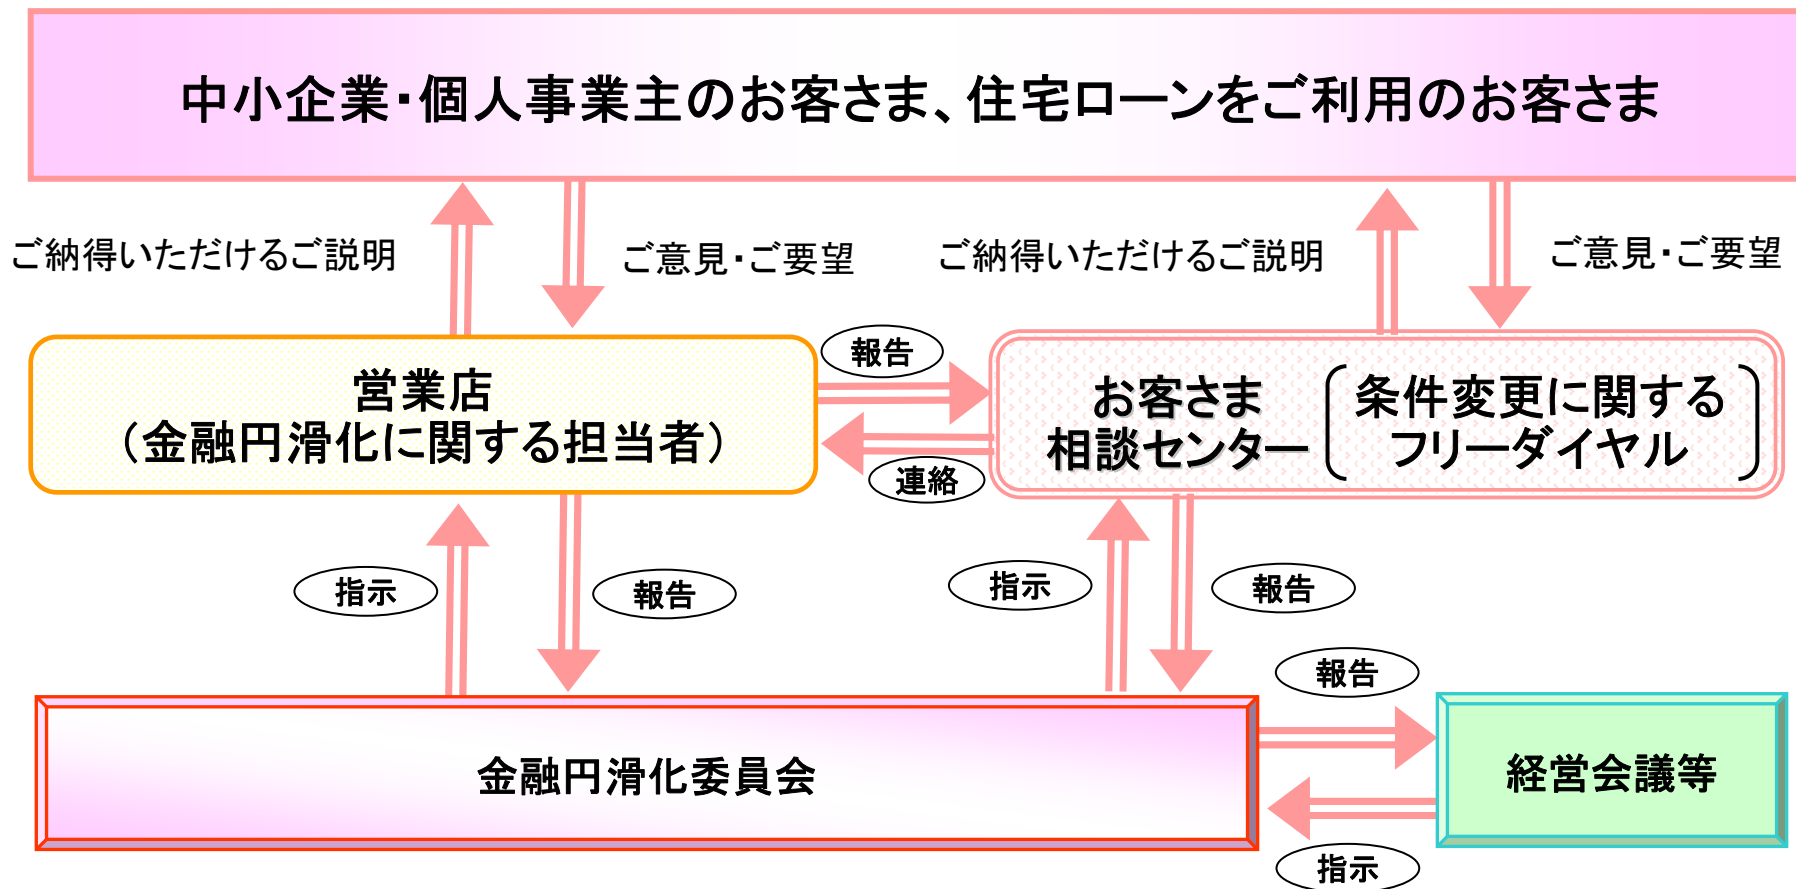 中小企業・個人事業主のお客さま、住宅ローンをご利用のお客さま
ご納得いただけるご説明
ご意見・ご要望
ご納得いただけるご説明
ご意見・ご要望
営業店
（金融円滑化に関する担当者）
報告
連絡
お客さま
相談センター
条件変更に関する
フリーダイヤル
指示
報告
指示
報告
金融円滑化委員会
報告
経営会議等
指示